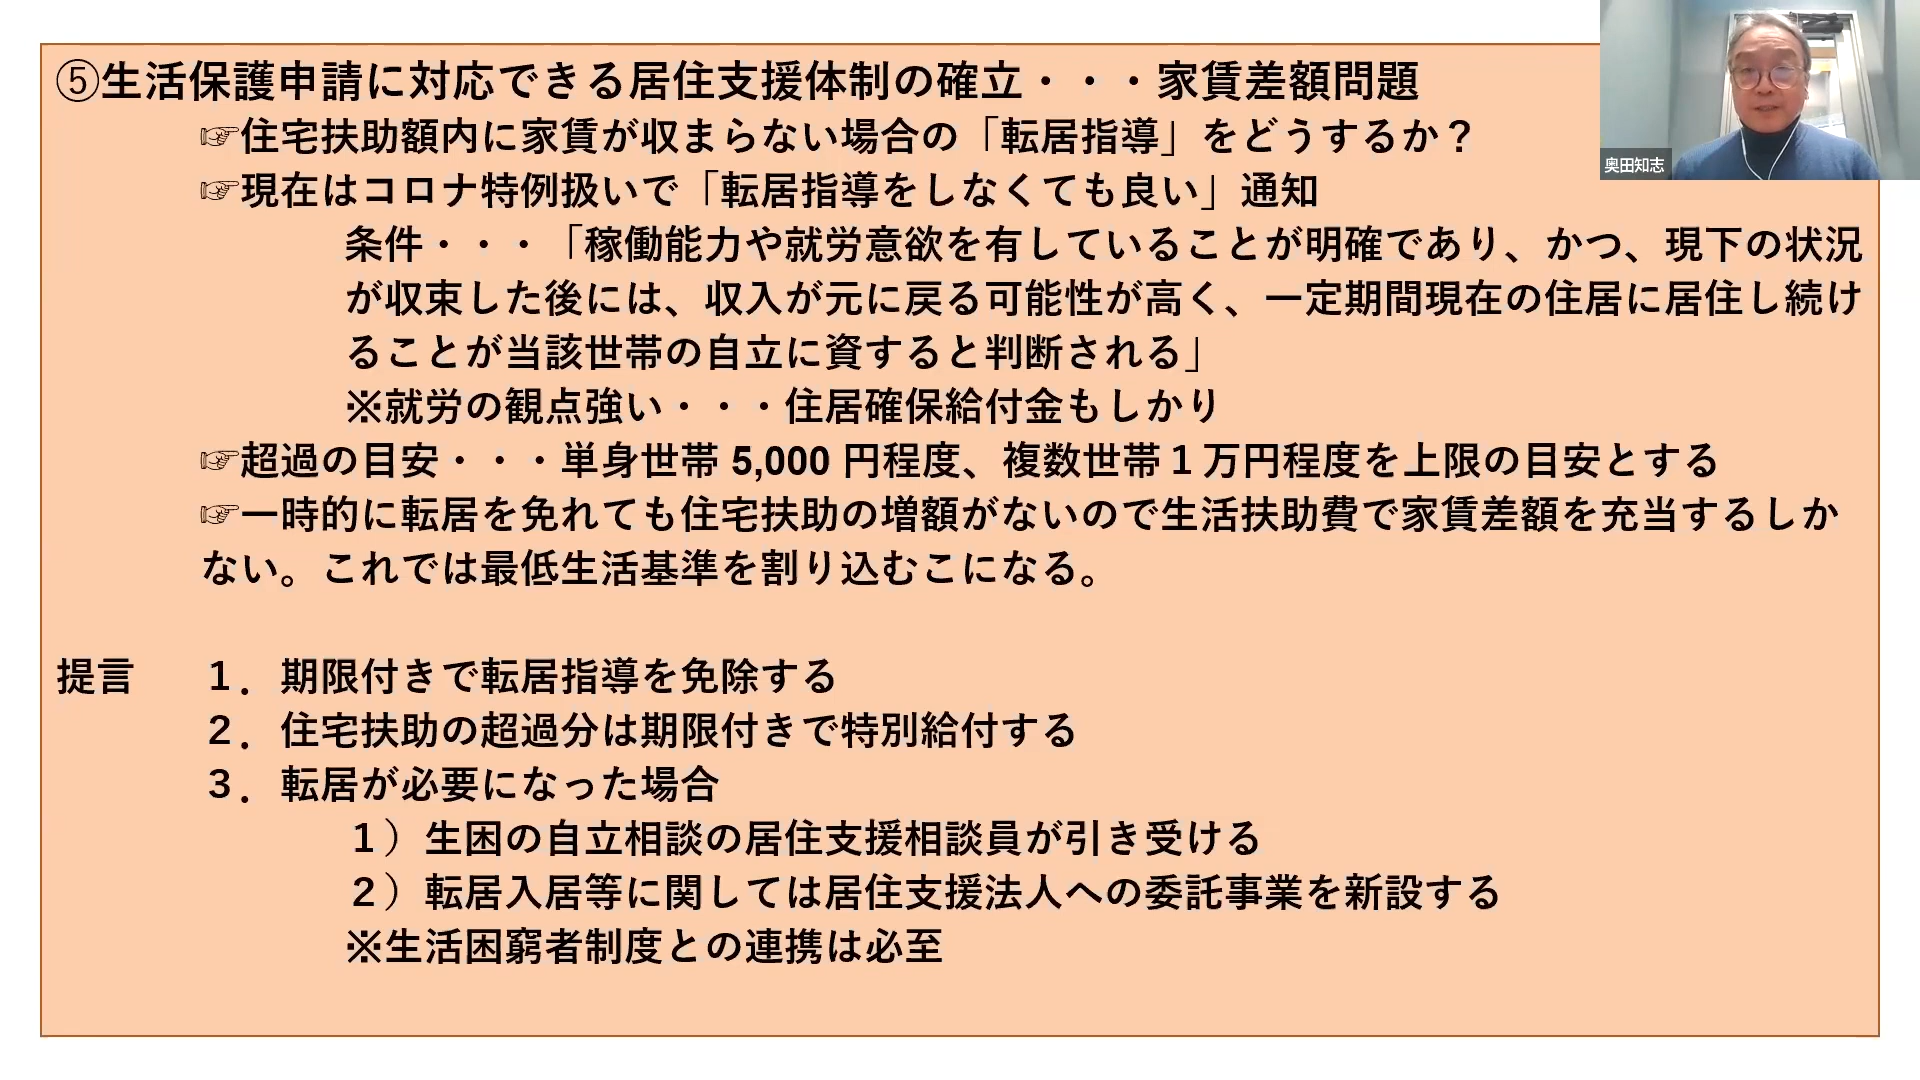 ⑤生活保護申請に対応できる居住支援体制の確立・・・家賃差額問題
☞住宅扶助額内に家賃が収まらない場合の「転居指導」をどうするか？
奥田知志
☞現在はコロナ特例扱いで「転居指導をしなくても良い」通知
条件・・・「稼働能力や就労意欲を有していることが明確であり、かつ、現下の状況
が収束した後には、収入が元に戻る可能性が高く、一定期間現在の住居に居住し続け
ることが当該世帯の自立に資すると判断される」
※就労の観点強い・・・住居確保給付金もしかり
☞超過の目安・・・単身世帯 5,000 円程度、複数世帯１万円程度を上限の目安とする
☞一時的に転居を免れても住宅扶助の増額がないので生活扶助費で家賃差額を充当するしか
ない。これでは最低生活基準を割り込むこになる。
提言　１．期限付きで転居指導を免除する
２．住宅扶助の超過分は期限付きで特別給付する
３．転居が必要になった場合
１）生困の自立相談の居住支援相談員が引き受ける
２）転居入居等に関しては居住支援法人への委託事業を新設する
※生活困窮者制度との連携は必至